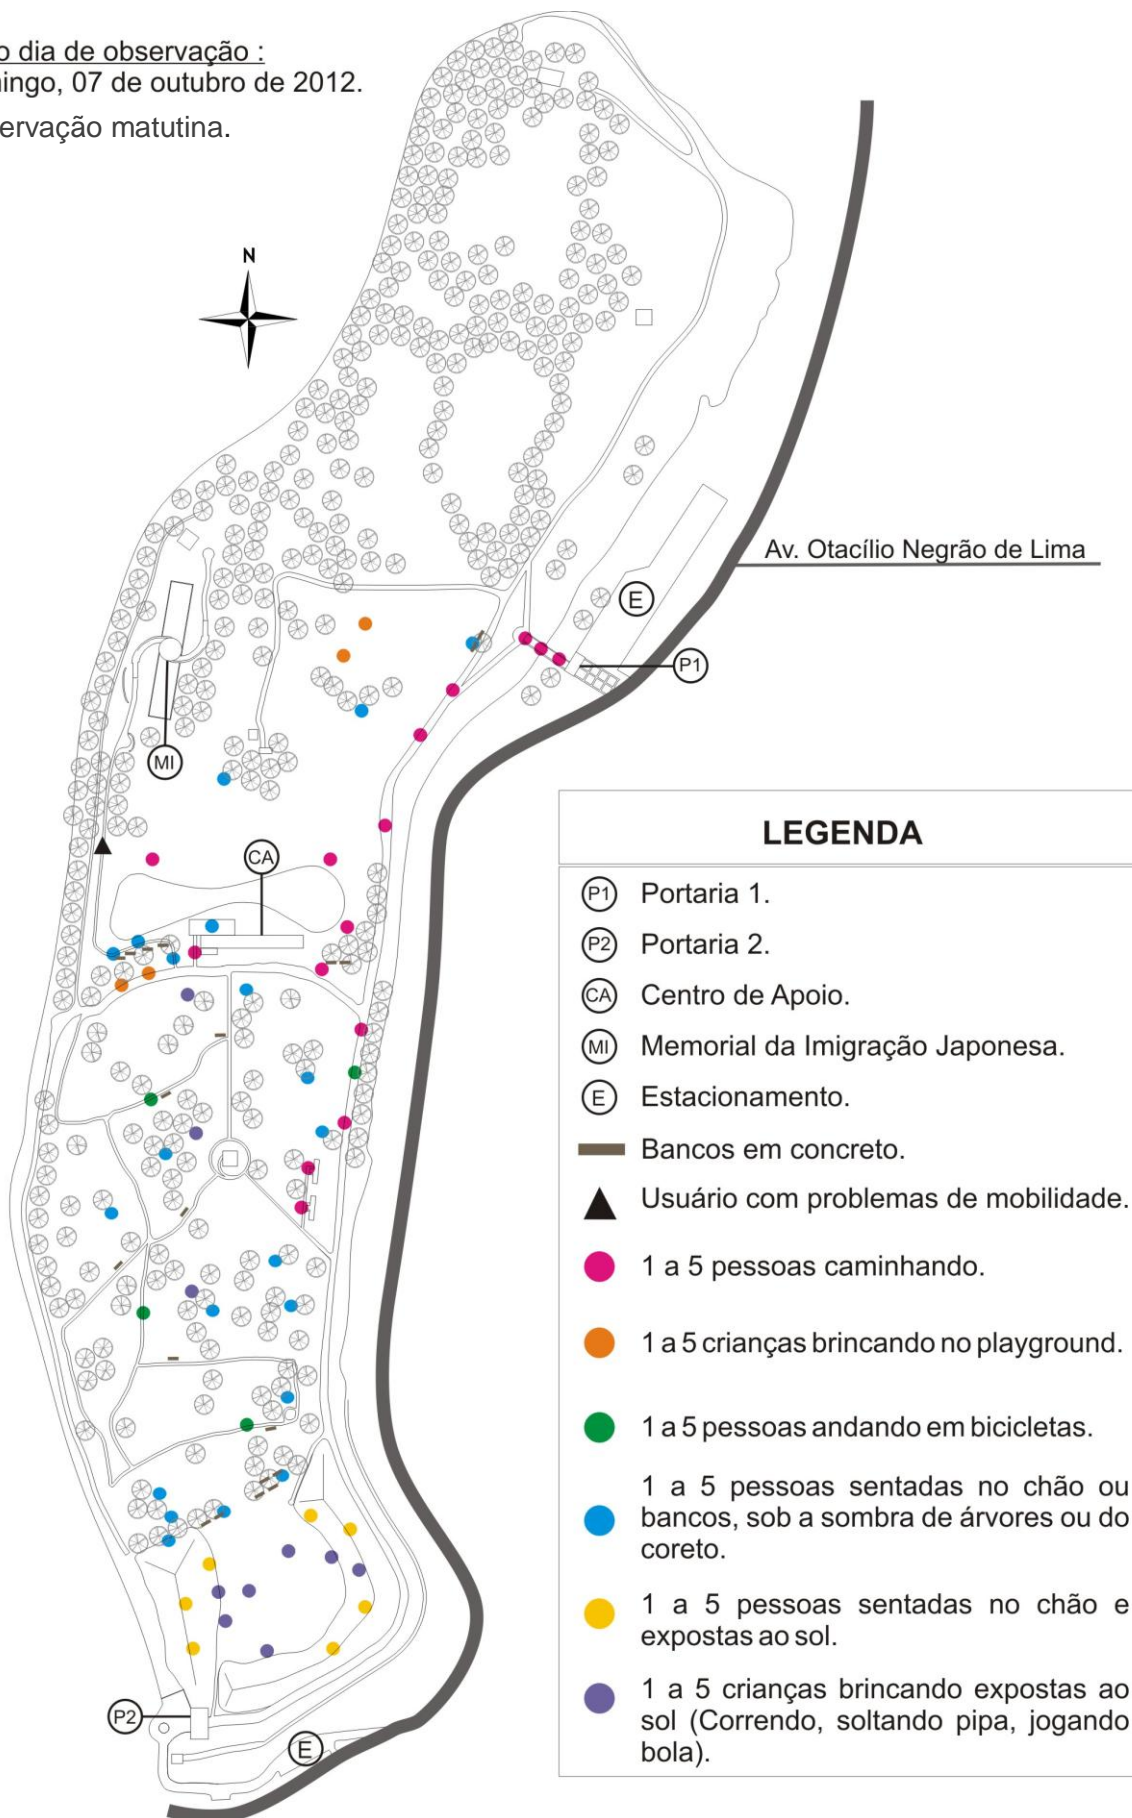 o dia de observação :
ingo, 07 de outubro de 2012.
ervação matutina.
N
Av. Otacílio Negrão de Lima
E
P1
MI
CA
P2
E
LEGENDA
P1 Portaria 1.
P2 Portaria 2.
CA Centro de Apoio.
MI Memorial da Imigração Japonesa.
E Estacionamento.
Bancos em concreto.
Usuário com problemas de mobilidade.
1 a 5 pessoas caminhando.
1 a 5 crianças brincando no playground.
1 a 5 pessoas andando em bicicletas.
1 a 5 pessoas sentadas no chão ou
bancos, sob a sombra de árvores ou do
coreto.
1 a 5 pessoas sentadas no chão e
expostas ao sol.
1 a 5 crianças brincando expostas ao
sol (Correndo, soltando pipa, jogando
bola).